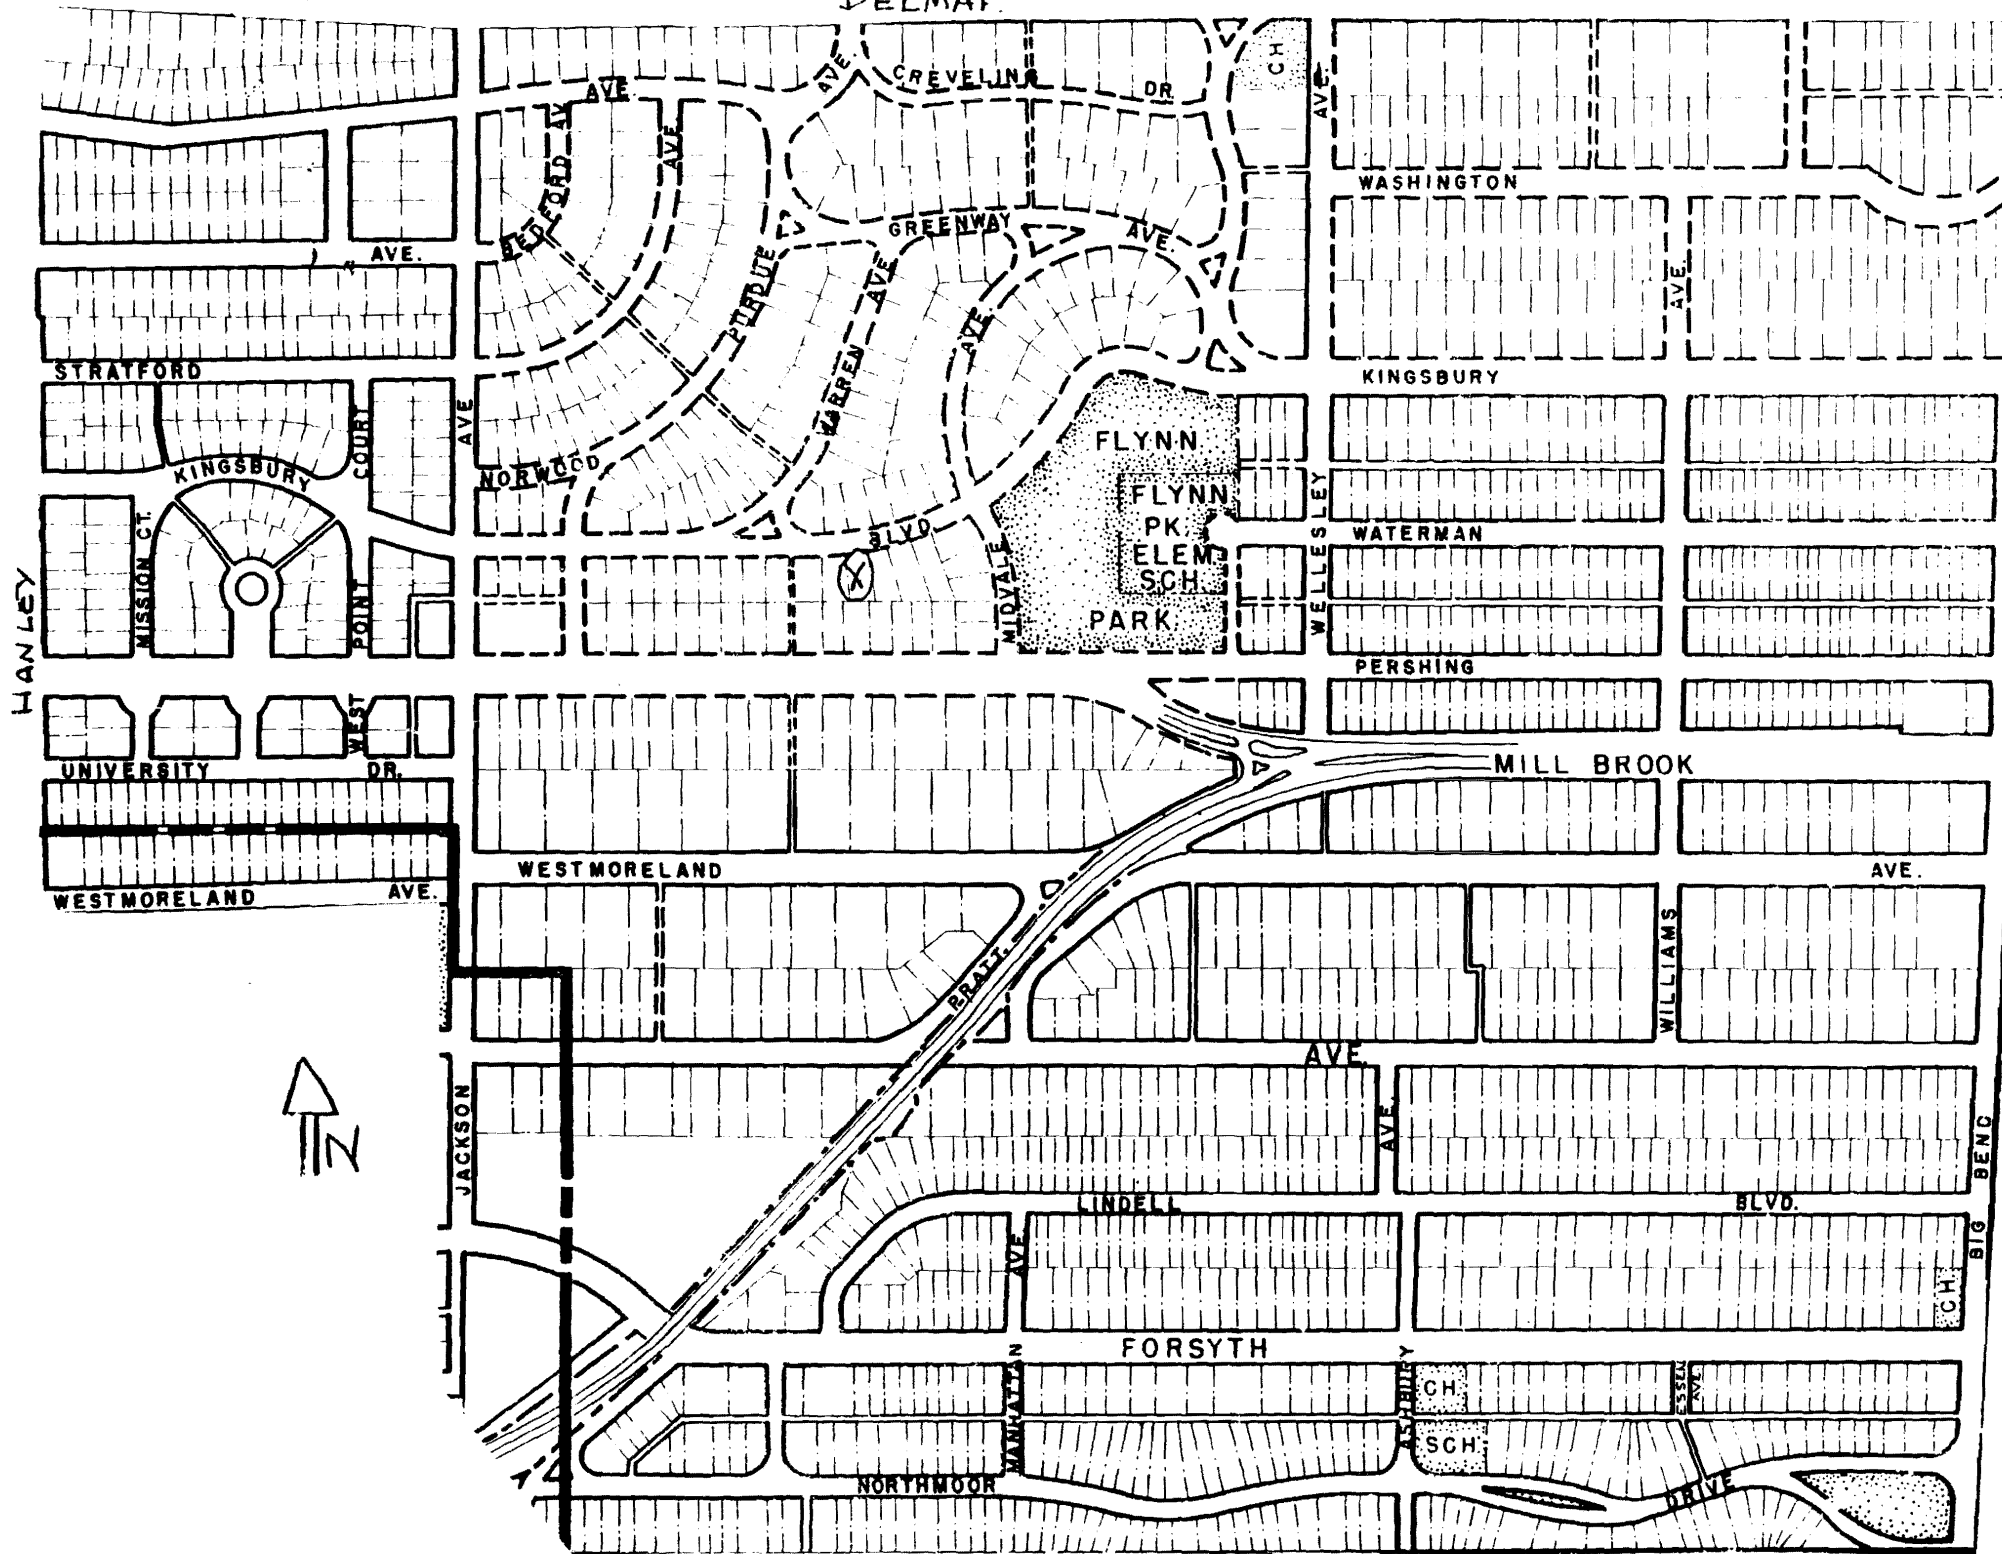 DELMAR
CH
CREVELING
DR
AVE.
AVE
AVE.
BEDFORD AV
AVE.
WASHINGTON
GREENWAY
AVE.
AVE.
PURDUE
WARREN AVE.
AVE.
AVE.
STRATFORD
KINGSBURY
COURT
AVE
FLYNN
KINGSBURY
NORWOOD
FLYNN
PK
ELEM
SCH
PARK
WELLESLEY
WATERMAN
BLVD
X
MISSION CT.
POINT
MIDVALE
HANLEY
PERSHING
WEST
UNIVERSITY
DR.
MILL BROOK
WESTMORELAND
AVE.
WESTMORELAND
AVE.
WILLIAMS
PRATT
AVE.
N
JACKSON
AVE.
BIG BEND
LINDELL
BLVD.
AVE
CH.
FORSYTH
MANHATTAN
ASHBURY
CH.
ESSEX
AVE.
SCH.
NORTHMOOR
DRIVE